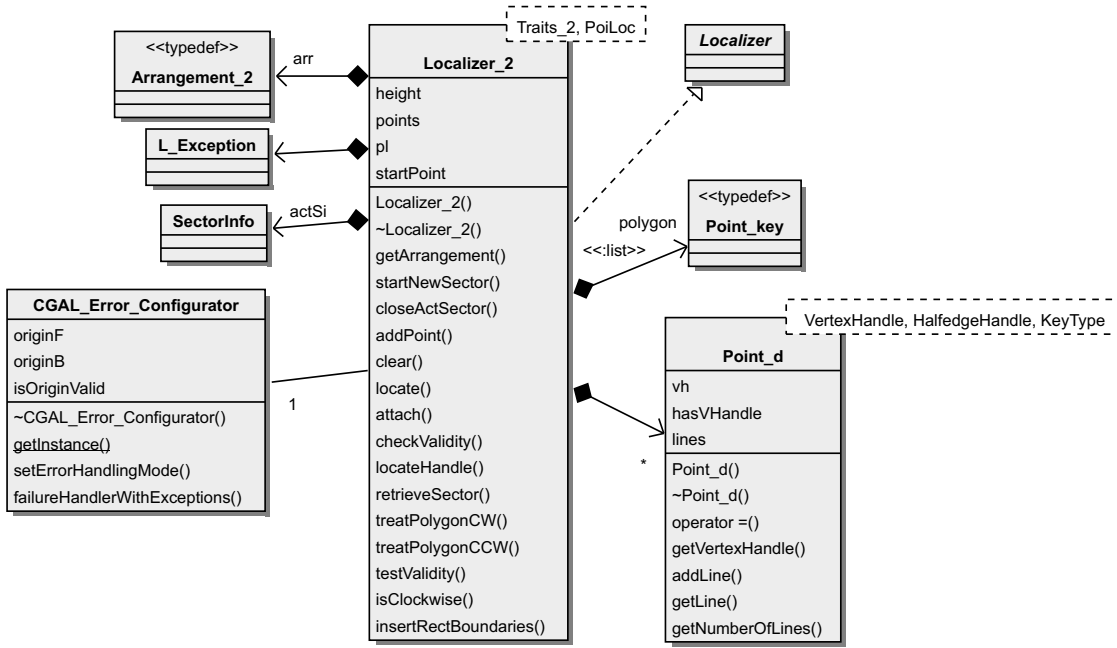 <<typedef>>
Arrangement_2
arr
L_Exception
SectorInfo
actSi
CGAL_Error_Configurator
originF
originB
isOriginValid
~CGAL_Error_Configurator()
getInstance()
setErrorHandlingMode()
failureHandlerWithExceptions()
1
Traits_2, PoiLoc
Localizer_2
height
points
pl
startPoint
Localizer_2()
~Localizer_2()
getArrangement()
startNewSector()
closeActSector()
addPoint()
clear()
locate()
attach()
checkValidity()
locateHandle()
retrieveSector()
treatPolygonCW()
treatPolygonCCW()
testValidity()
isClockwise()
insertRectBoundaries()
Localizer
polygon
<<:list>>
<<typedef>>
Point_key
*
VertexHandle, HalfedgeHandle, KeyType
Point_d
vh
hasVHandle
lines
Point_d()
~Point_d()
operator =()
getVertexHandle()
addLine()
getLine()
getNumberOfLines()